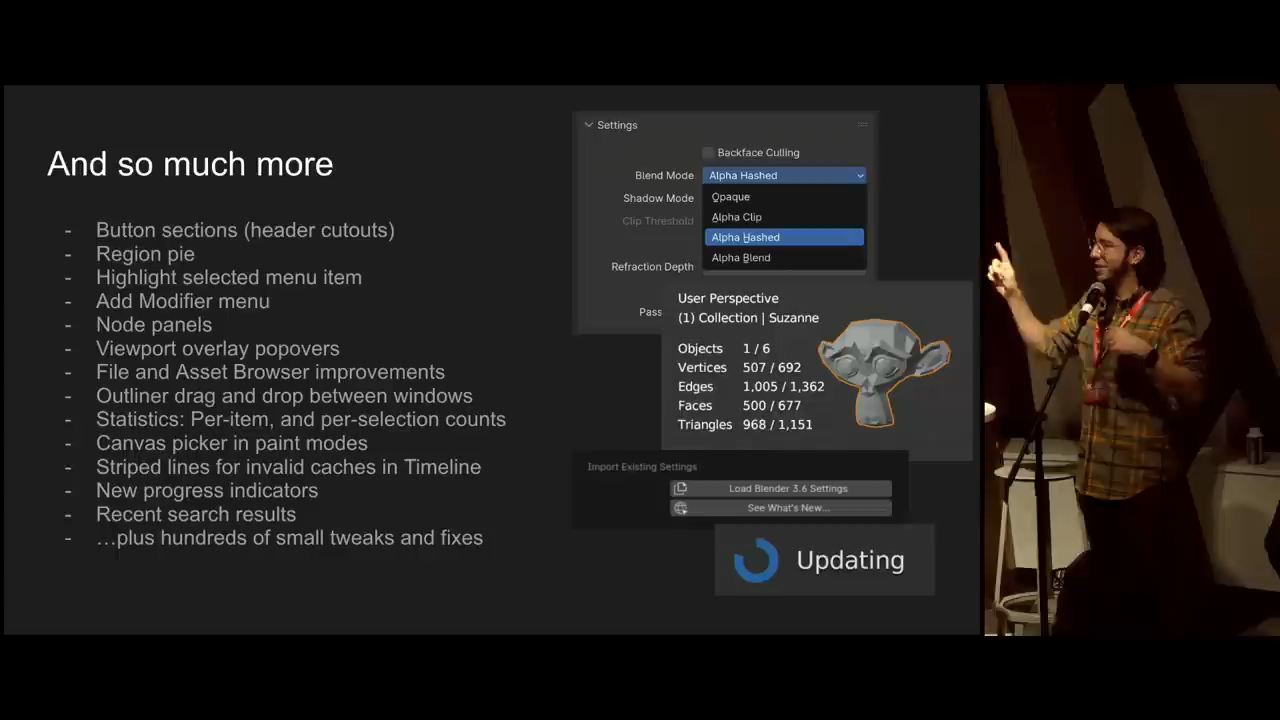 And so much more
- Button sections (header cutouts)
- Region pie
- Highlight selected menu item
- Add Modifier menu
- Node panels
- Viewport overlay popovers
- File and Asset Browser improvements
- Outliner drag and drop between windows
- Statistics: Per-item, and per-selection counts
- Canvas picker in paint modes
- Striped lines for invalid caches in Timeline
- New progress indicators
- Recent search results
- …plus hundreds of small tweaks and fixes
Settings
Backface Culling
Blend Mode Alpha Hashed
Shadow Mode Opaque
Clip Threshold Alpha Clip
Alpha Hashed
Alpha Blend
Refraction Depth
Pass
User Perspective
(1) Collection | Suzanne
Objects 1 / 6
Vertices 507 / 692
Edges 1,005 / 1,362
Faces 500 / 677
Triangles 968 / 1,151
Import Existing Settings
Load Blender 3.6 Settings
See What's New...
Updating